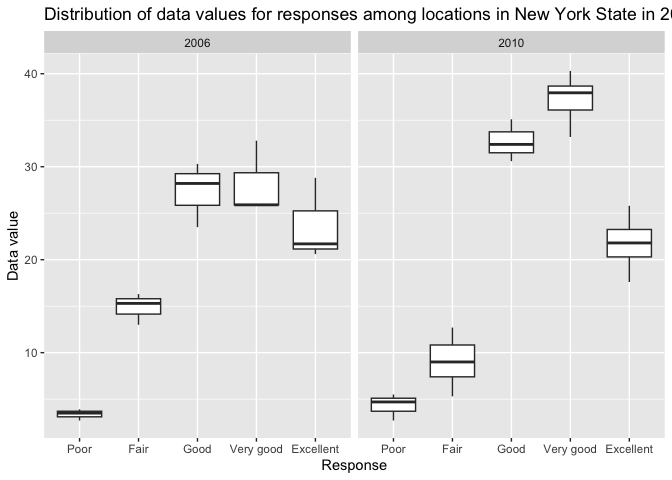 Distribution of data values for responses among locations in New York State in 20
2006
2010
Data value
40
30
20
10
Poor
Fair
Good
Very good
Excellent
Poor
Fair
Good
Very good
Excellent
Response